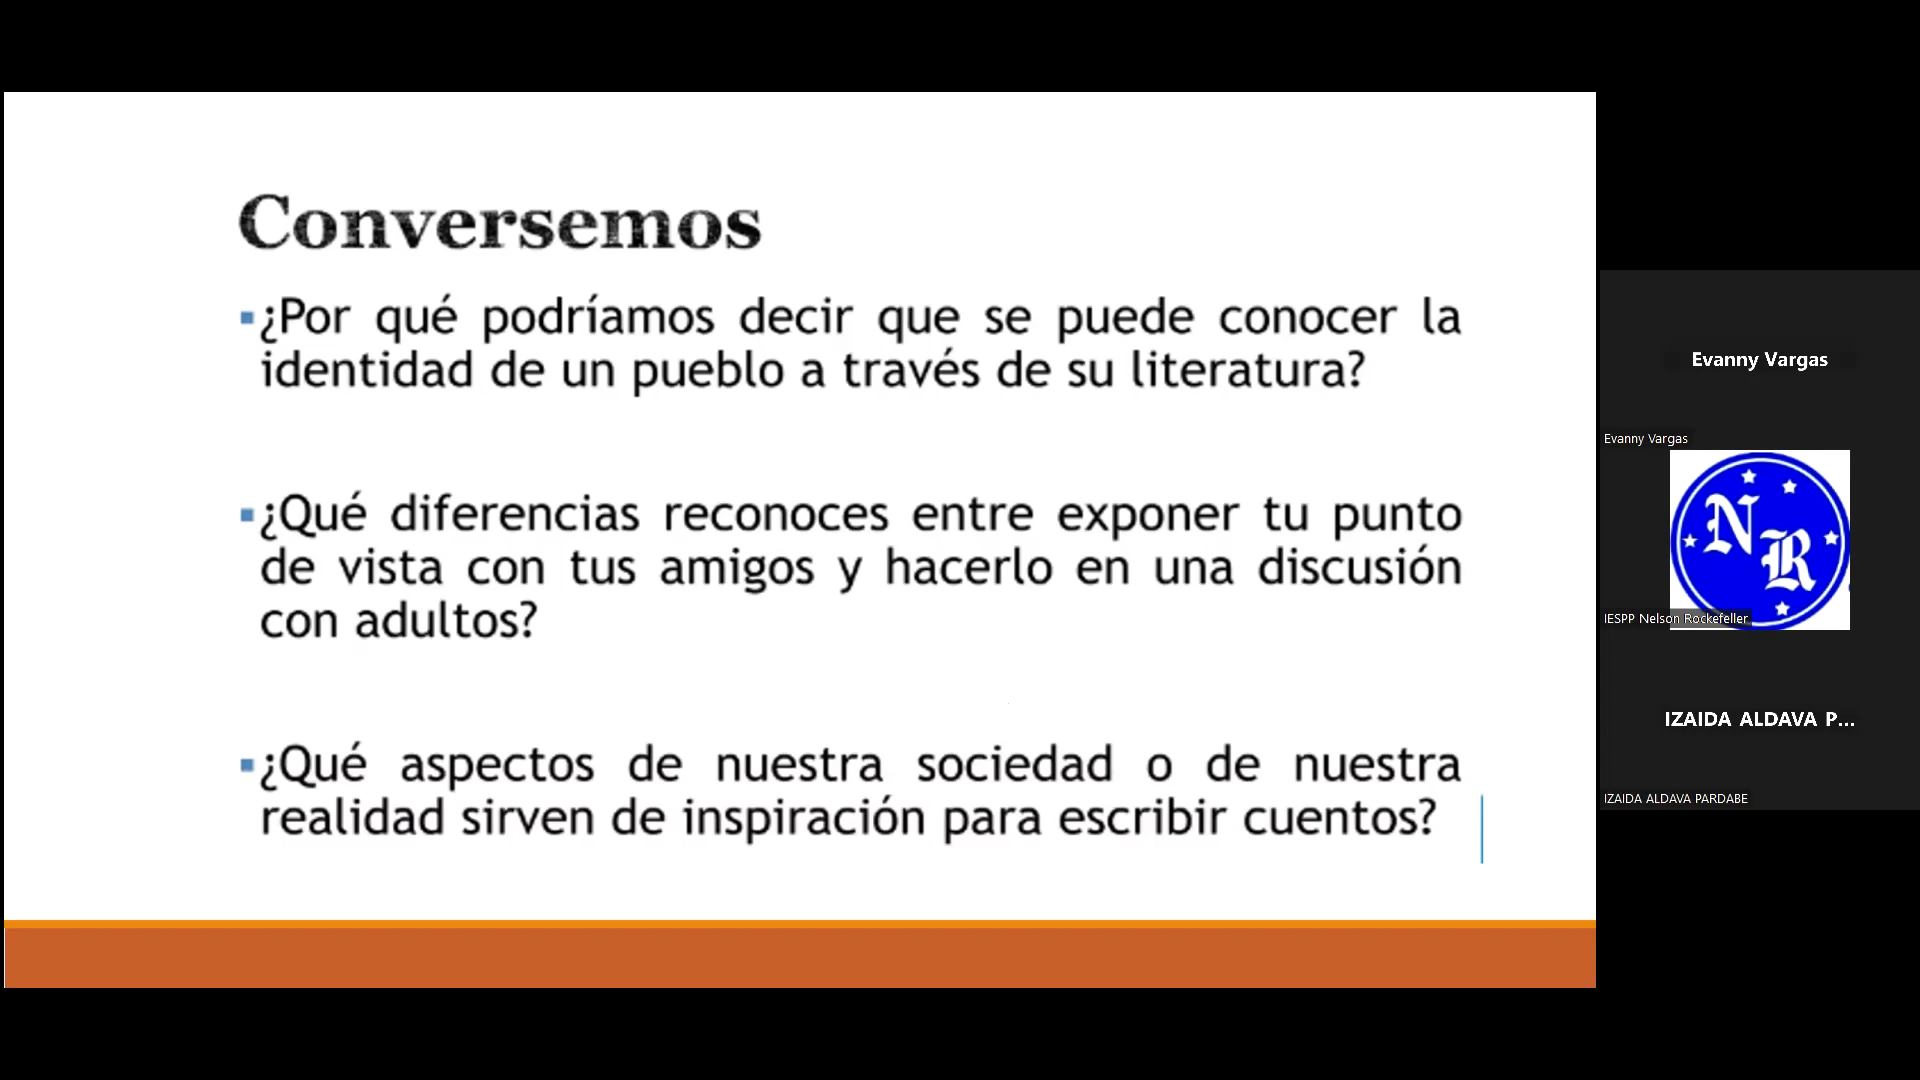 Conversemos
¿Por qué podríamos decir que se puede conocer la
identidad de un pueblo a través de su literatura?
¿Qué diferencias reconoces entre exponer tu punto
de vista con tus amigos y hacerlo en una discusión
con adultos?
¿Qué aspectos de nuestra sociedad o de nuestra
realidad sirven de inspiración para escribir cuentos?
Evanny Vargas
Evanny Vargas
NR
IESPP Nelson Rockefeller
IZAIDA ALDAVA P...
IZAIDA ALDAVA PARDABE